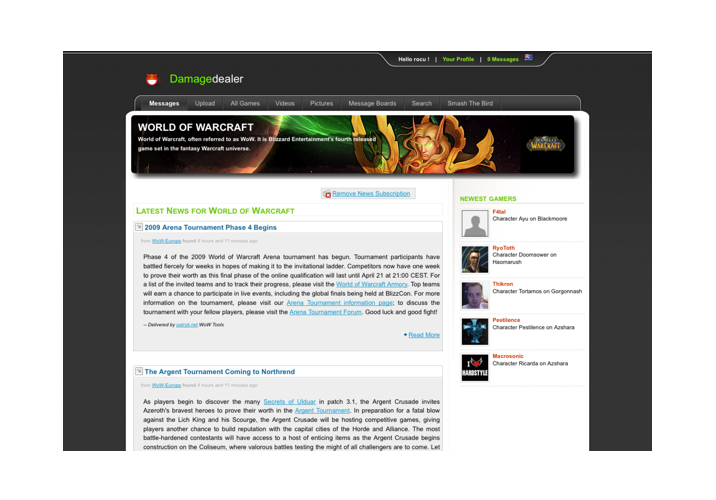 Hello rocu ! | Your Profile | 0 Messages
Damagedealer
Messages Upload All Games Videos Pictures Message Boards Search Smash The Bird
WORLD OF WARCRAFT
World of Warcraft, often referred to as WoW. It is Blizzard Entertainment's fourth released
game set in the fantasy Warcraft universe.
WORLD OF WARCRAFT
Remove News Subscription
LATEST NEWS FOR WORLD OF WARCRAFT
2009 Arena Tournament Phase 4 Begins
from WoW-Europe found 8 hours and 11 minutes ago
Phase 4 of the 2009 World of Warcraft Arena tournament has begun. Tournament participants have
battled fiercely for weeks in hopes of making it to the invitational ladder. Competitors now have one week
to prove their worth as this final phase of the online qualification will last until April 21 at 21:00 CEST. For
a list of the invited teams and to track their progress, please visit the World of Warcraft Armory. Top teams
will earn a chance to participate in live events, including the global finals being held at BlizzCon. For more
information on the tournament, please visit our Arena Tournament information page; to discuss the
tournament with your fellow players, please visit the Arena Tournament Forum. Good luck and good fight!
-- Delivered by patrick.net WoW Tools
Read More
The Argent Tournament Coming to Northrend
from WoW-Europe found 8 hours and 11 minutes ago
As players begin to discover the many Secrets of Ulduar in patch 3.1, the Argent Crusade invites
Azeroth's bravest heroes to prove their worth in the Argent Tournament. In preparation for a fatal blow
against the Lich King and his Scourge, the Argent Crusade will be hosting competitive games, giving
players another chance to build reputation with the capital cities of the Horde and Alliance. The most
battle-hardened contestants will have access to a host of enticing items as the Argent Crusade begins
construction on the Coliseum, where valorous battles testing the might of all challengers are to come. Let
NEWEST GAMERS
F4tal
Character Ayu on Blackmoore
RyoToth
Character Doomsower on
Haomarush
Thikron
Character Tortamos on Gorgonnash
Pestilence
Character Pestilence on Azshara
Macrosonic
Character Ricarda on Azshara
I
HARDSTYLE